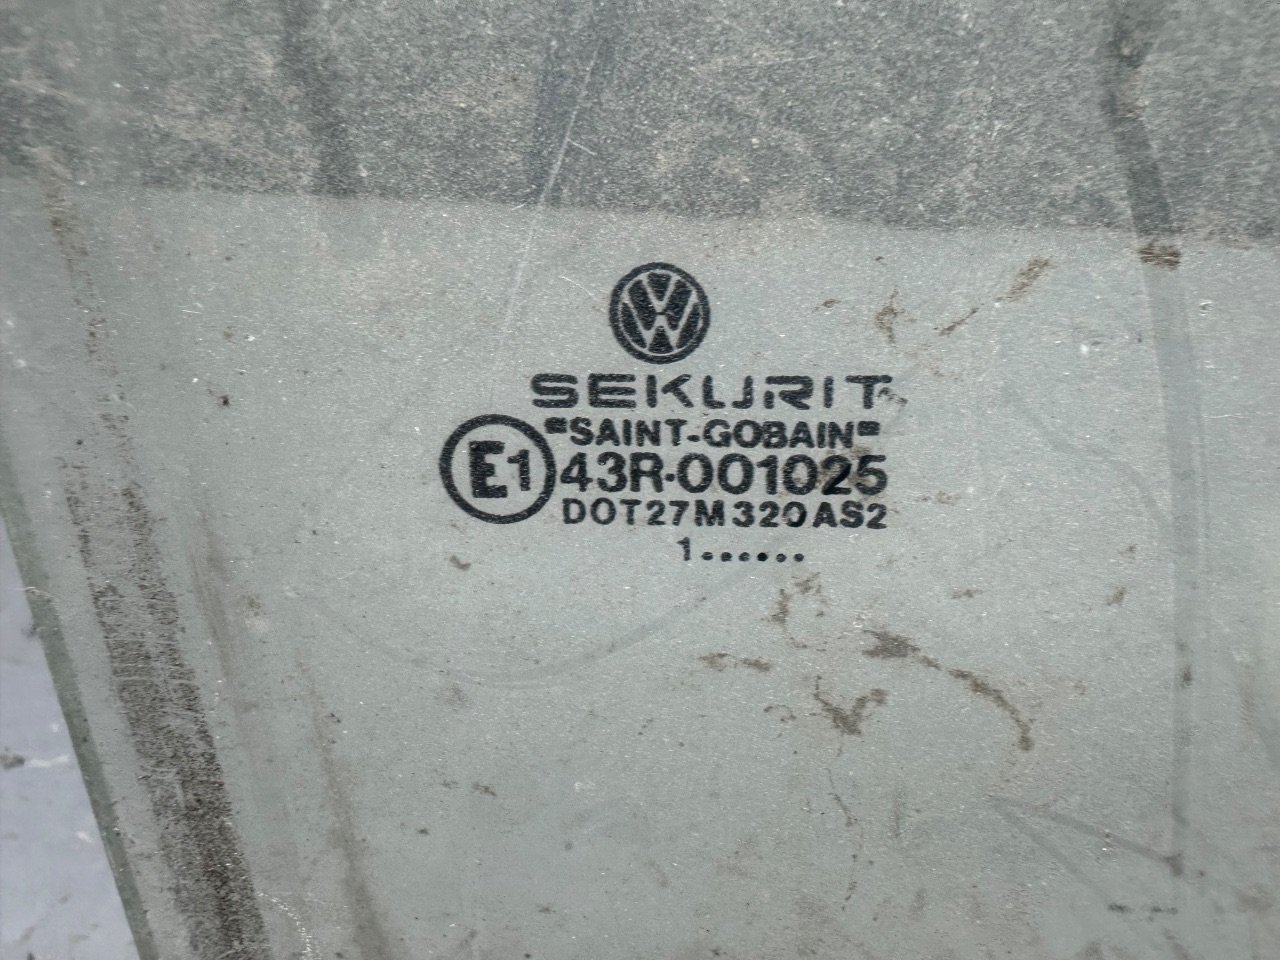 SEKURIT
"SAINT-GOBAIN"
E1 43R-001025
DOT27M320AS2
1......